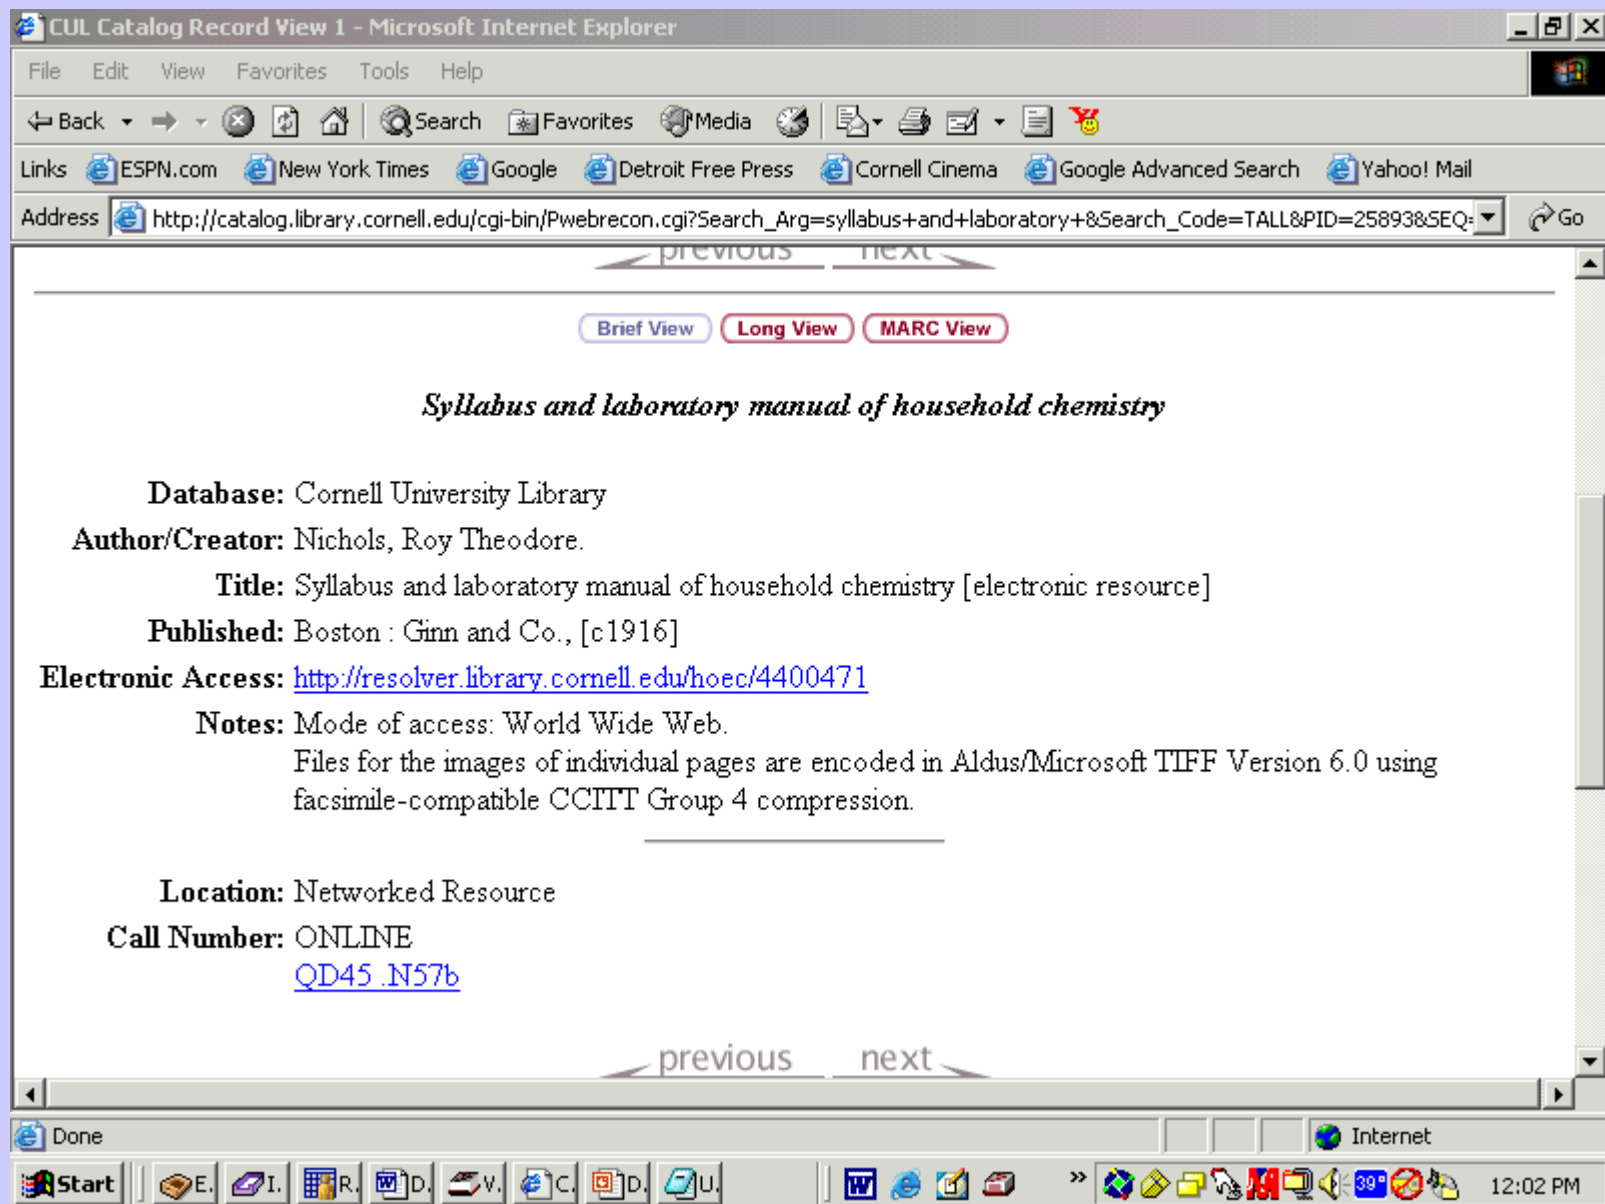 CUL Catalog Record View 1 - Microsoft Internet Explorer
File Edit View Favorites Tools Help
Back Search Favorites Media
Links ESPN.com New York Times Google Detroit Free Press Cornell Cinema Google Advanced Search Yahoo! Mail
Address http://catalog.library.cornell.edu/cgi-bin/Pwebrecon.cgi?Search_Arg=syllabus+and+laboratory+&Search_Code=TALL&PID=25893&SEQ= Go
previous next
Brief View Long View MARC View
Syllabus and laboratory manual of household chemistry
Database: Cornell University Library
Author/Creator: Nichols, Roy Theodore.
Title: Syllabus and laboratory manual of household chemistry [electronic resource]
Published: Boston : Ginn and Co., [c1916]
Electronic Access: http://resolver.library.cornell.edu/hoec/4400471
Notes: Mode of access: World Wide Web.
Files for the images of individual pages are encoded in Aldus/Microsoft TIFF Version 6.0 using
facsimile-compatible CCITT Group 4 compression.
Location: Networked Resource
Call Number: ONLINE
QD45 .N57b
previous next
Done Internet
Start E. I. R. D. V. C. D. U. » 39° 12:02 PM